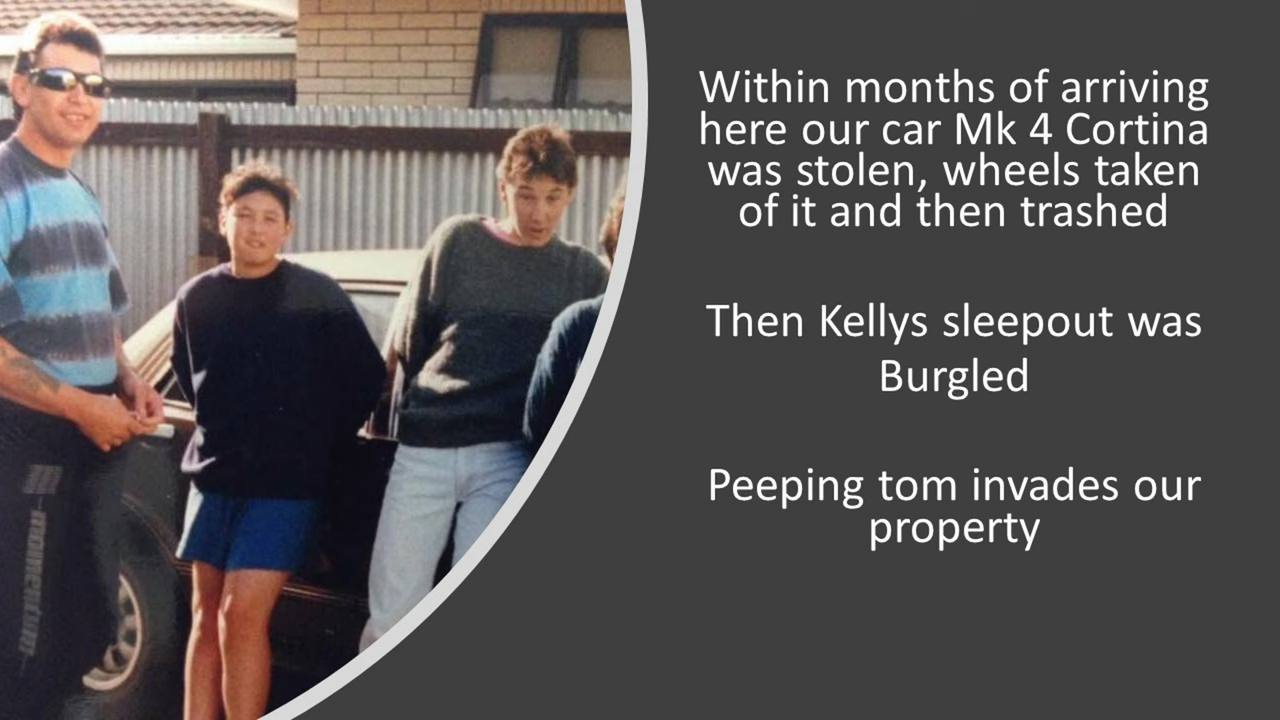 Within months of arriving
here our car Mk 4 Cortina
was stolen, wheels taken
of it and then trashed
Then Kellys sleepout was
Burgled
Peeping tom invades our
property